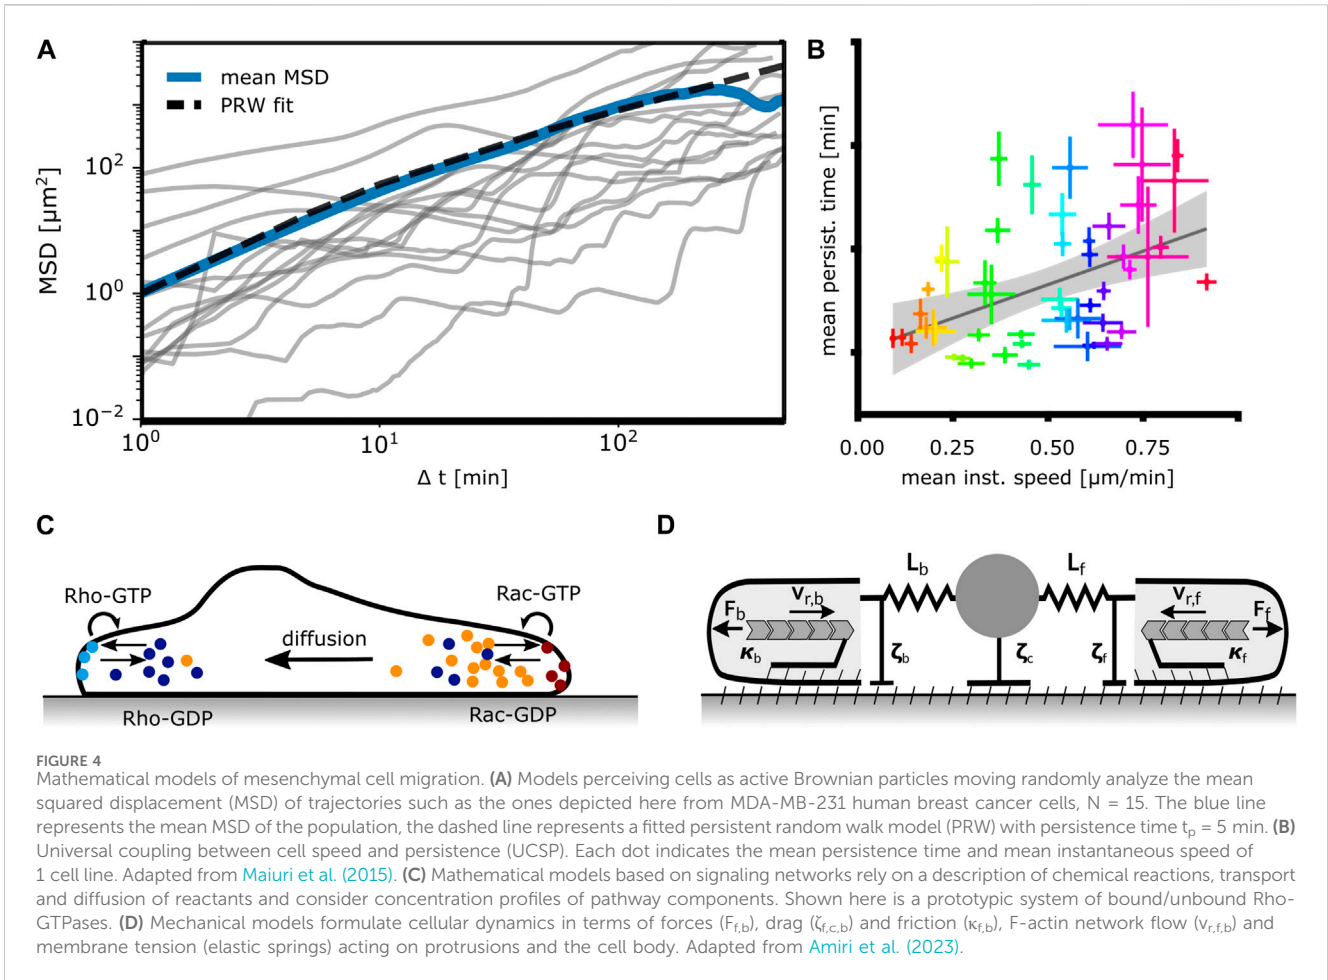 A
mean MSD
PRW fit
MSD [µm²]
10²
10⁰
10⁻²
10⁰
10¹
10²
Δ t [min]
B
mean persist. time [min]
0.00
0.25
0.50
0.75
mean inst. speed [µm/min]
C
Rho-GTP
Rac-GTP
diffusion
Rho-GDP
Rac-GDP
D
L_b
L_f
F_b
v_r,b
v_r,f
F_f
κ_b
ζ_b
ζ_c
ζ_f
κ_f
FIGURE 4
Mathematical models of mesenchymal cell migration. (A) Models perceiving cells as active Brownian particles moving randomly analyze the mean
squared displacement (MSD) of trajectories such as the ones depicted here from MDA-MB-231 human breast cancer cells, N = 15. The blue line
represents the mean MSD of the population, the dashed line represents a fitted persistent random walk model (PRW) with persistence time t_p = 5 min. (B)
Universal coupling between cell speed and persistence (UCSP). Each dot indicates the mean persistence time and mean instantaneous speed of
1 cell line. Adapted from Maiuri et al. (2015). (C) Mathematical models based on signaling networks rely on a description of chemical reactions, transport
and diffusion of reactants and consider concentration profiles of pathway components. Shown here is a prototypic system of bound/unbound Rho-
GTPases. (D) Mechanical models formulate cellular dynamics in terms of forces (F_f,b), drag (ζ_f,c,b) and friction (κ_f,b), F-actin network flow (v_r,f,b) and
membrane tension (elastic springs) acting on protrusions and the cell body. Adapted from Amiri et al. (2023).